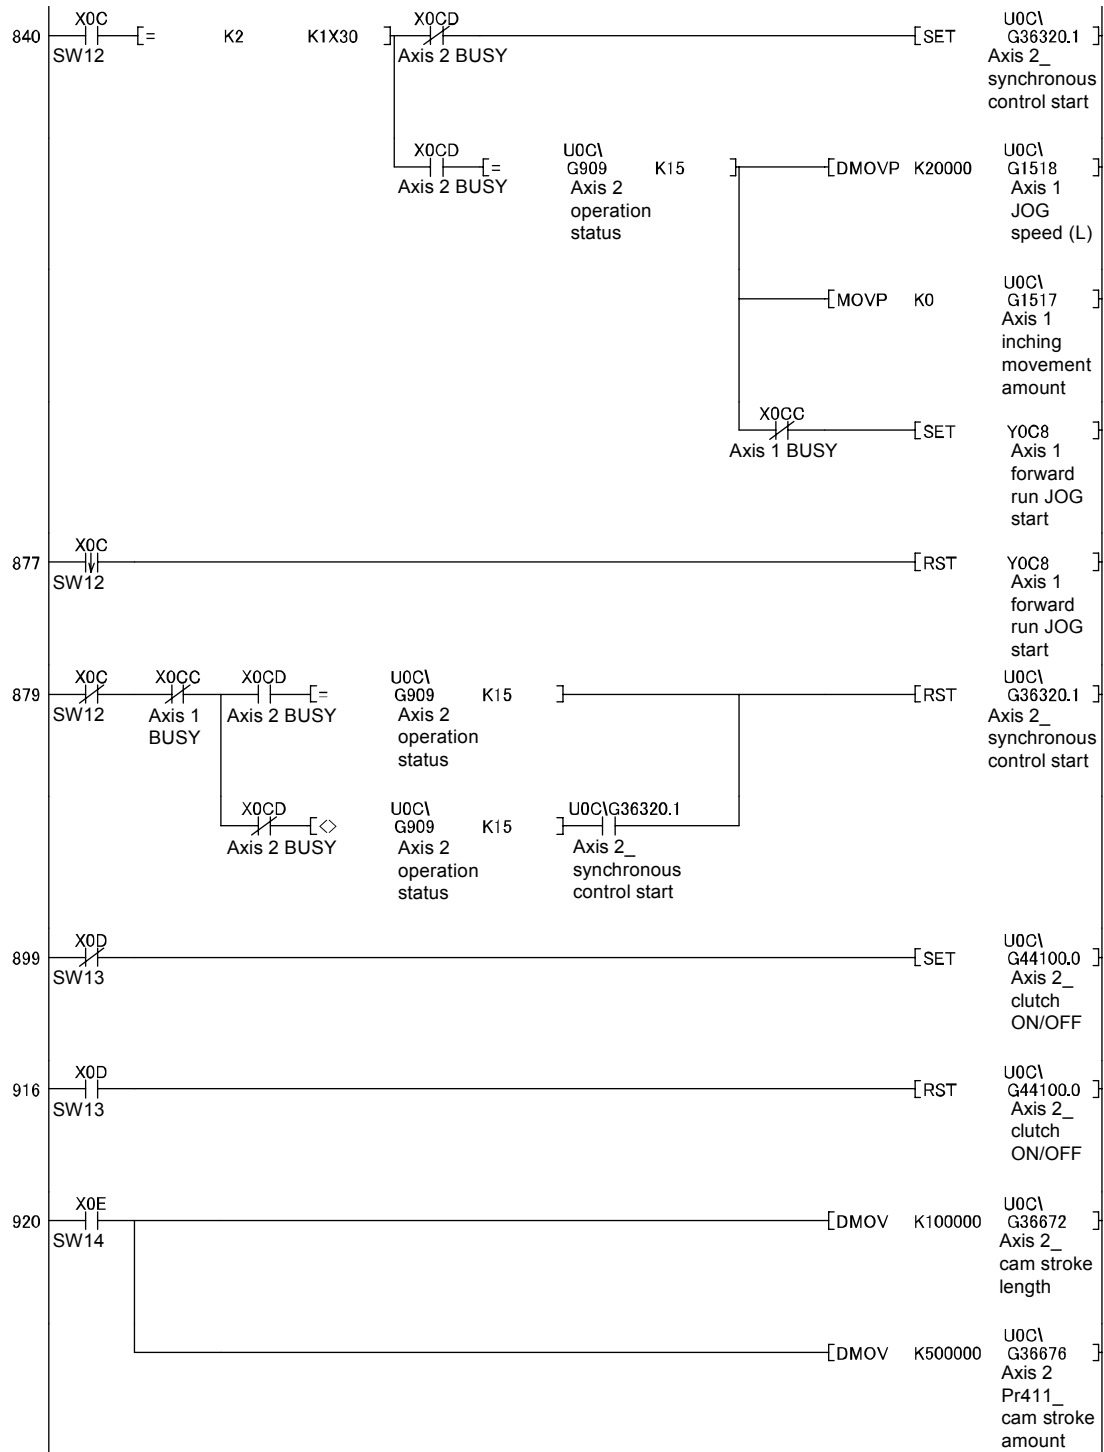 X0C X0CD U0C\
840 [= K2 K1X30 ] [SET G36320.1 ]
SW12 Axis 2 BUSY Axis 2_
synchronous
control start
X0CD U0C\ U0C\
[= G909 K15 ] [DMOVP K20000 G1518 ]
Axis 2 BUSY Axis 2 Axis 1
operation JOG
status speed (L)
U0C\
[MOVP K0 G1517 ]
Axis 1
inching
movement
amount
X0CC
[SET Y0C8 ]
Axis 1 BUSY Axis 1
forward
run JOG
start
X0C
877 [RST Y0C8 ]
SW12 Axis 1
forward
run JOG
start
X0C X0CC X0CD U0C\ U0C\
879 [= G909 K15 ] [RST G36320.1 ]
SW12 Axis 1 Axis 2 BUSY Axis 2 Axis 2_
BUSY operation synchronous
status control start
X0CD U0C\ U0C\G36320.1
[<> G909 K15 ]
Axis 2 BUSY Axis 2 Axis 2_
operation synchronous
status control start
X0D U0C\
899 [SET G44100.0 ]
SW13 Axis 2_
clutch
ON/OFF
X0D U0C\
916 [RST G44100.0 ]
SW13 Axis 2_
clutch
ON/OFF
X0E U0C\
920 [DMOV K100000 G36672 ]
SW14 Axis 2_
cam stroke
length
U0C\
[DMOV K500000 G36676 ]
Axis 2
Pr411_
cam stroke
amount